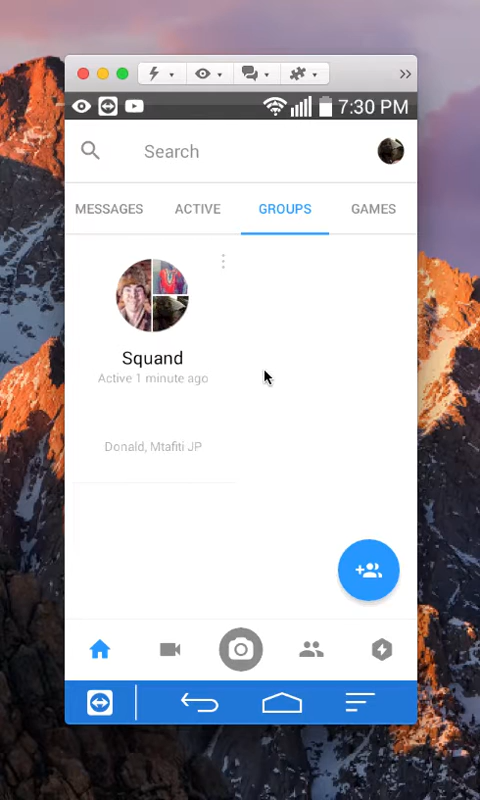 7:30 PM
Search
MESSAGES ACTIVE GROUPS GAMES
Squand
Active 1 minute ago
Donald, Mtafiti JP